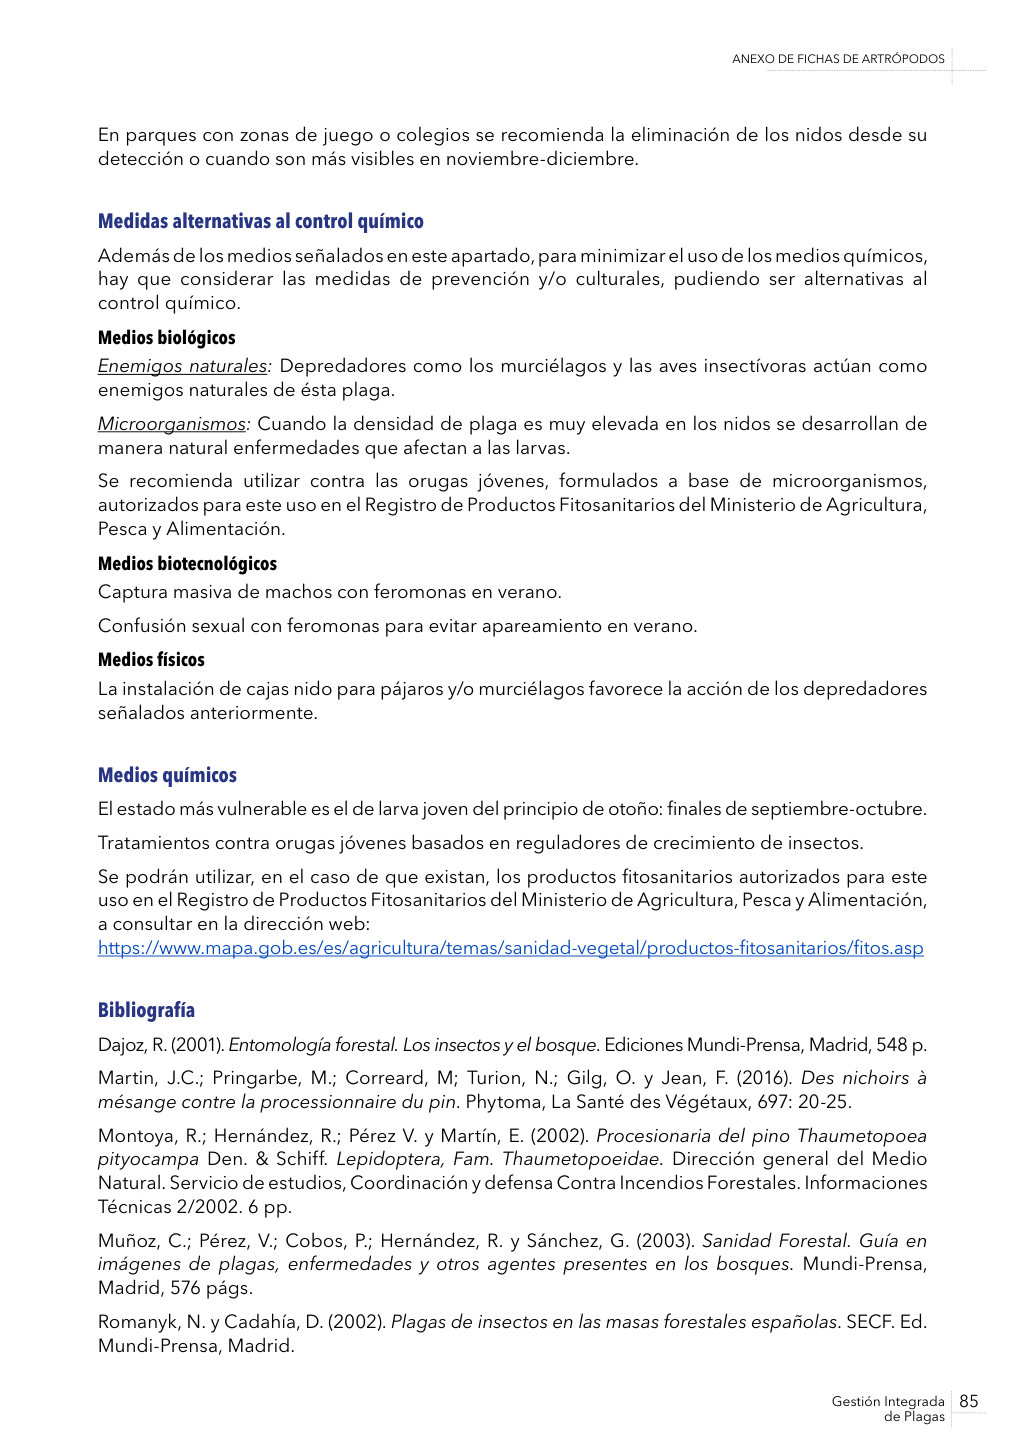 ANEXO DE FICHAS DE ARTRÓPODOS
En parques con zonas de juego o colegios se recomienda la eliminación de los nidos desde su
detección o cuando son más visibles en noviembre-diciembre.
Medidas alternativas al control químico
Además de los medios señalados en este apartado, para minimizar el uso de los medios químicos,
hay que considerar las medidas de prevención y/o culturales, pudiendo ser alternativas al
control químico.
Medios biológicos
Enemigos naturales: Depredadores como los murciélagos y las aves insectívoras actúan como
enemigos naturales de ésta plaga.
Microorganismos: Cuando la densidad de plaga es muy elevada en los nidos se desarrollan de
manera natural enfermedades que afectan a las larvas.
Se recomienda utilizar contra las orugas jóvenes, formulados a base de microorganismos,
autorizados para este uso en el Registro de Productos Fitosanitarios del Ministerio de Agricultura,
Pesca y Alimentación.
Medios biotecnológicos
Captura masiva de machos con feromonas en verano.
Confusión sexual con feromonas para evitar apareamiento en verano.
Medios físicos
La instalación de cajas nido para pájaros y/o murciélagos favorece la acción de los depredadores
señalados anteriormente.
Medios químicos
El estado más vulnerable es el de larva joven del principio de otoño: finales de septiembre-octubre.
Tratamientos contra orugas jóvenes basados en reguladores de crecimiento de insectos.
Se podrán utilizar, en el caso de que existan, los productos fitosanitarios autorizados para este
uso en el Registro de Productos Fitosanitarios del Ministerio de Agricultura, Pesca y Alimentación,
a consultar en la dirección web:
https://www.mapa.gob.es/es/agricultura/temas/sanidad-vegetal/productos-fitosanitarios/fitos.asp
Bibliografía
Dajoz, R. (2001). Entomología forestal. Los insectos y el bosque. Ediciones Mundi-Prensa, Madrid, 548 p.
Martin, J.C.; Pringarbe, M.; Correard, M; Turion, N.; Gilg, O. y Jean, F. (2016). Des nichoirs à
mésange contre la processionnaire du pin. Phytoma, La Santé des Végétaux, 697: 20-25.
Montoya, R.; Hernández, R.; Pérez V. y Martín, E. (2002). Procesionaria del pino Thaumetopoea
pityocampa Den. & Schiff. Lepidoptera, Fam. Thaumetopoeidae. Dirección general del Medio
Natural. Servicio de estudios, Coordinación y defensa Contra Incendios Forestales. Informaciones
Técnicas 2/2002. 6 pp.
Muñoz, C.; Pérez, V.; Cobos, P.; Hernández, R. y Sánchez, G. (2003). Sanidad Forestal. Guía en
imágenes de plagas, enfermedades y otros agentes presentes en los bosques. Mundi-Prensa,
Madrid, 576 págs.
Romanyk, N. y Cadahía, D. (2002). Plagas de insectos en las masas forestales españolas. SECF. Ed.
Mundi-Prensa, Madrid.
Gestión Integrada 85
de Plagas